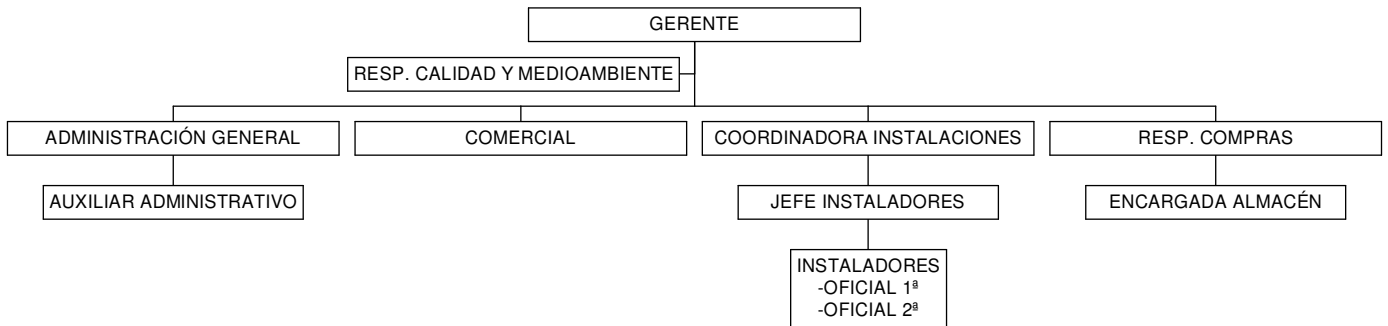 GERENTE
RESP. CALIDAD Y MEDIOAMBIENTE
ADMINISTRACIÓN GENERAL
COMERCIAL
COORDINADORA INSTALACIONES
RESP. COMPRAS
AUXILIAR ADMINISTRATIVO
JEFE INSTALADORES
ENCARGADA ALMACÉN
INSTALADORES
-OFICIAL 1ª
-OFICIAL 2ª